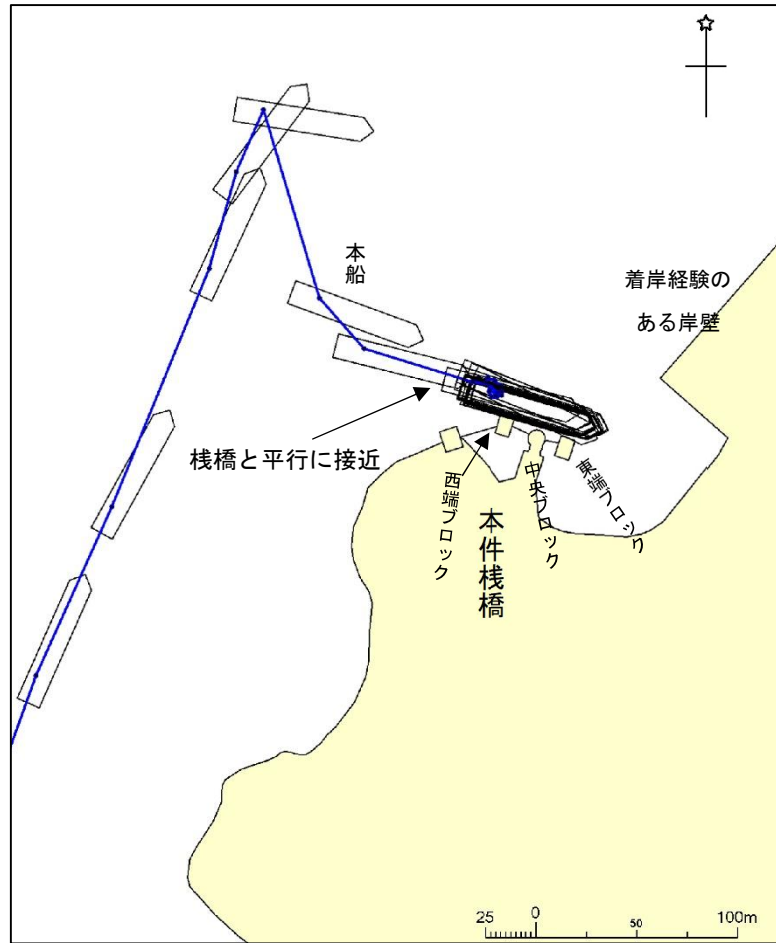 本船
着岸経験の
ある岸壁
桟橋と平行に接近
西端ブロック
中央ブロック
東端ブロック
本件桟橋
25 0 50 100m